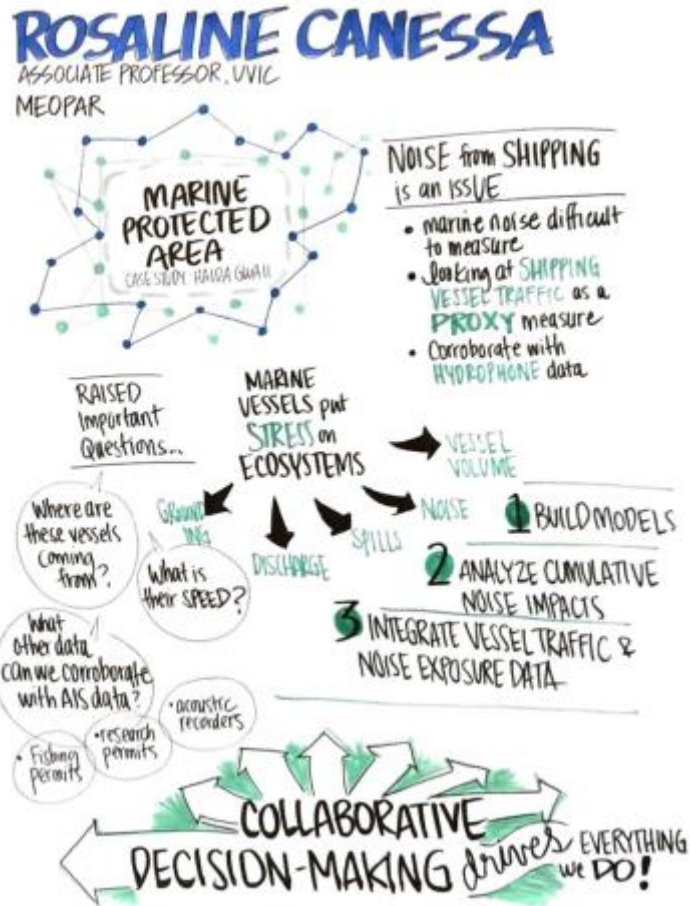 ROSALINE CANESSA
ASSOCIATE PROFESSOR, UVIC
MEOPAR
MARINE
PROTECTED
AREA
CASE STUDY HAIDA GWAII
NOISE from SHIPPING
is an ISSUE
• marine noise difficult
to measure
• looking at SHIPPING
VESSEL TRAFFIC as a
PROXY measure
• Corroborate with
HYDROPHONE data
RAISED
Important
Questions...
Where are
these vessels
coming
from?
What is
their SPEED?
What
other data
can we corroborate
with AIS data?
• Fishing
permits
• research
permits
• acoustic
recorders
MARINE
VESSELS put
STRESS on
ECOSYSTEMS
GROUND
ING
DISCHARGE
SPILLS
NOISE
VESSEL
VOLUME
1 BUILD MODELS
2 ANALYZE CUMULATIVE
NOISE IMPACTS
3 INTEGRATE VESSEL TRAFFIC &
NOISE EXPOSURE DATA
COLLABORATIVE
DECISION-MAKING drives EVERYTHING
we DO!